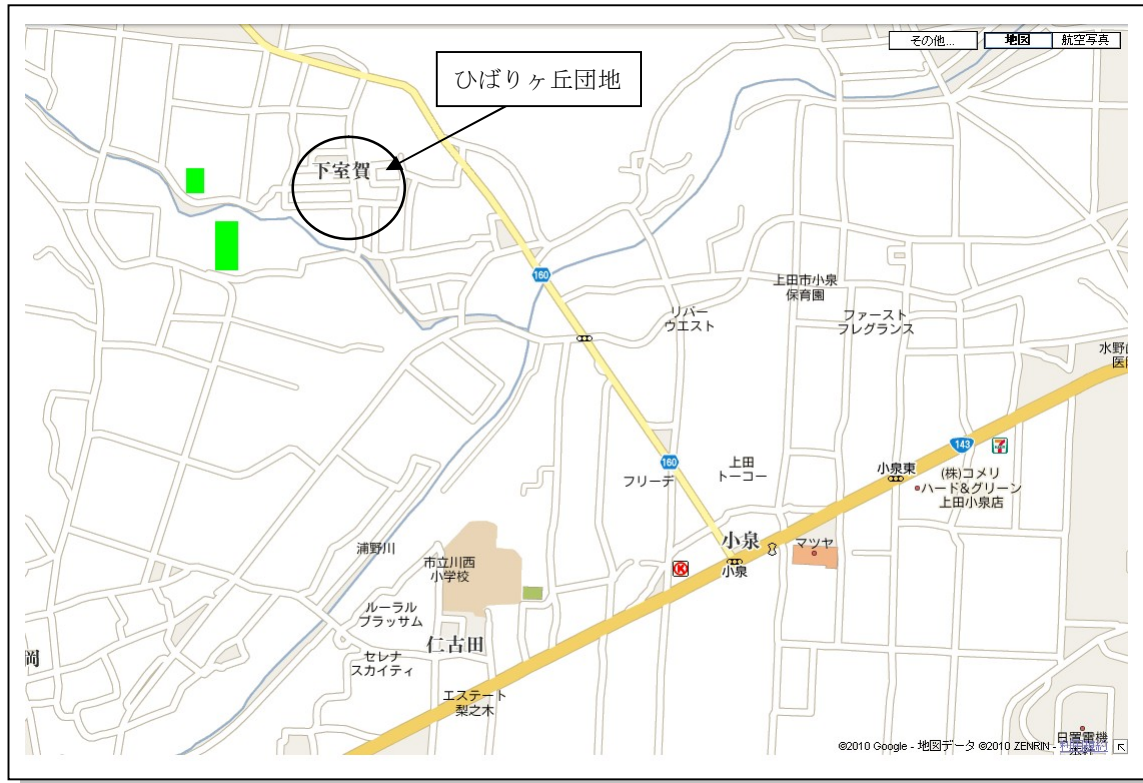 その他...
地図
航空写真
ひばりヶ丘団地
下室賀
160
上田市小泉
保育園
リバー
ウエスト
ファースト
フレグランス
水野
143
160
上田
トーコー
フリーデ
小泉東
(株)コメリ
ハード&グリーン
上田小泉店
小泉
マツヤ
小泉
K
7
浦野川
市立川西
小学校
ルーラル
ブラッサム
仁古田
岡
セレナ
スカイティ
エステート
梨之木
日置電機
©2010 Google - 地図データ ©2010 ZENRIN -